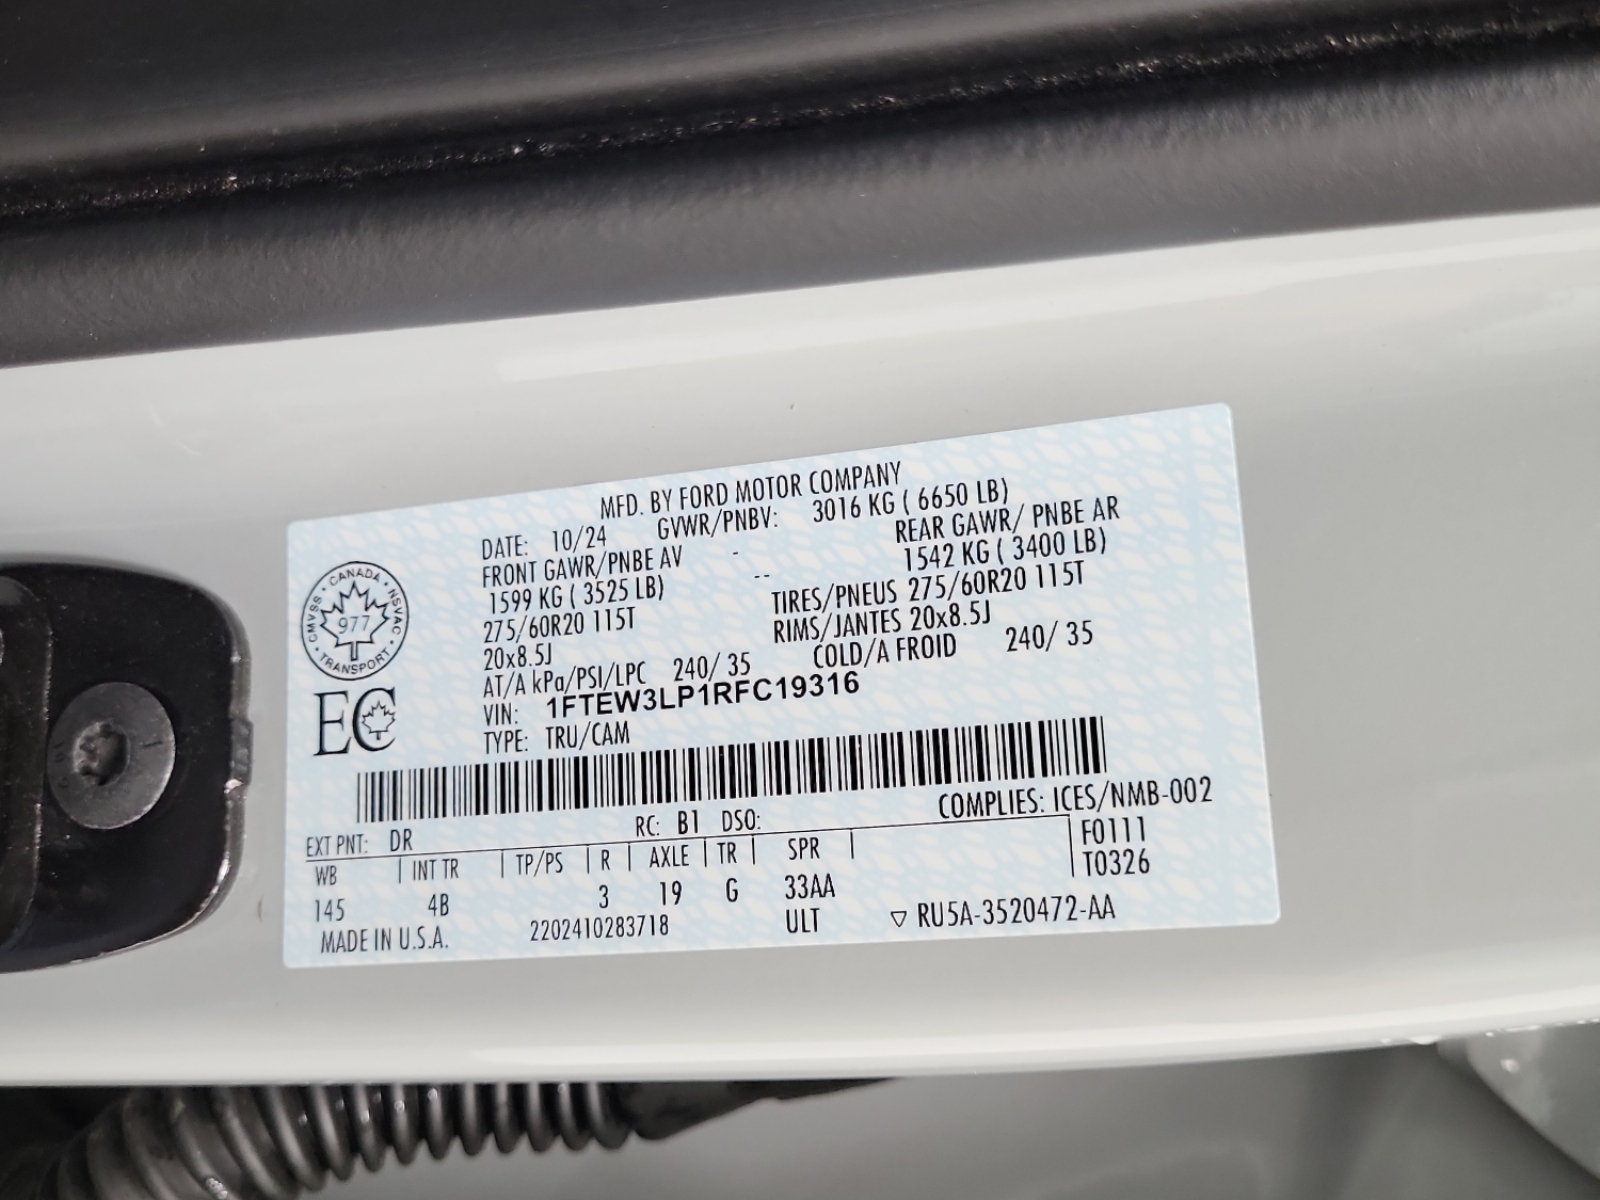 MFD. BY FORD MOTOR COMPANY
DATE: 10/24 GVWR/PNBV: 3016 KG ( 6650 LB)
FRONT GAWR/PNBE AV - REAR GAWR/ PNBE AR
1599 KG ( 3525 LB) -- 1542 KG ( 3400 LB)
275/60R20 115T TIRES/PNEUS 275/60R20 115T
20x8.5J RIMS/JANTES 20x8.5J
AT/A kPa/PSI/LPC 240/ 35 COLD/A FROID 240/ 35
VIN: 1FTEW3LP1RFC19316
TYPE: TRU/CAM
CANADA · NSVAC · TRANSPORT · CMVSS
977
EC
COMPLIES: ICES/NMB-002
EXT PNT: DR RC: B1 DSO: F0111
WB INT TR TP/PS R AXLE TR SPR T0326
145 4B 3 19 G 33AA
MADE IN U.S.A. 2202410283718 ULT ▽ RU5A-3520472-AA